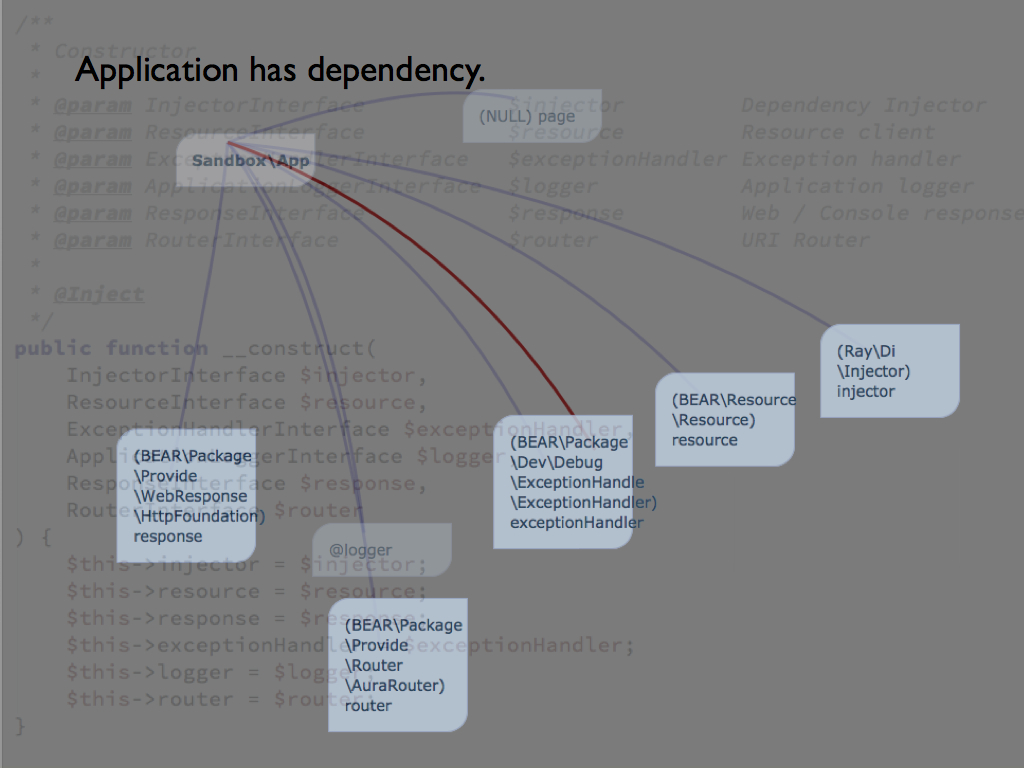 /**
* Constructor
Application has dependency.
*
* @param InjectorInterface $injector Dependency Injector
(NULL) page
* @param ResourceInterface $resource Resource client
* @param ExceptionHandlerInterface $exceptionHandler Exception handler
Sandbox\App
* @param ApplicationLoggerInterface $logger Application logger
* @param ResponseInterface $response Web / Console response
* @param RouterInterface $router URI Router
*
* @Inject
*/
public function __construct(
InjectorInterface $injector,
ResourceInterface $resource,
ExceptionHandlerInterface $exceptionHandler,
ApplicationLoggerInterface $logger,
ResponseInterface $response,
RouterInterface $router
) {
$this->injector = $injector;
$this->resource = $resource;
$this->response = $response;
$this->exceptionHandler = $exceptionHandler;
$this->logger = $logger;
$this->router = $router;
}
(Ray\Di
\Injector)
injector
(BEAR\Resource
\Resource)
resource
(BEAR\Package
\Dev\Debug
\ExceptionHandle
\ExceptionHandler)
exceptionHandler
(BEAR\Package
\Provide
\WebResponse
\HttpFoundation)
response
@logger
(BEAR\Package
\Provide
\Router
\AuraRouter)
router